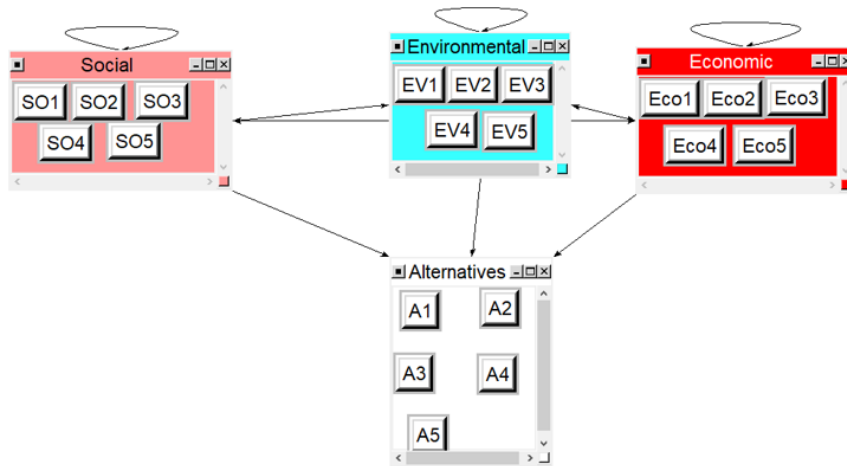 Social
SO1 SO2 SO3
SO4 SO5
Environmental
EV1 EV2 EV3
EV4 EV5
Economic
Eco1 Eco2 Eco3
Eco4 Eco5
Alternatives
A1 A2
A3 A4
A5